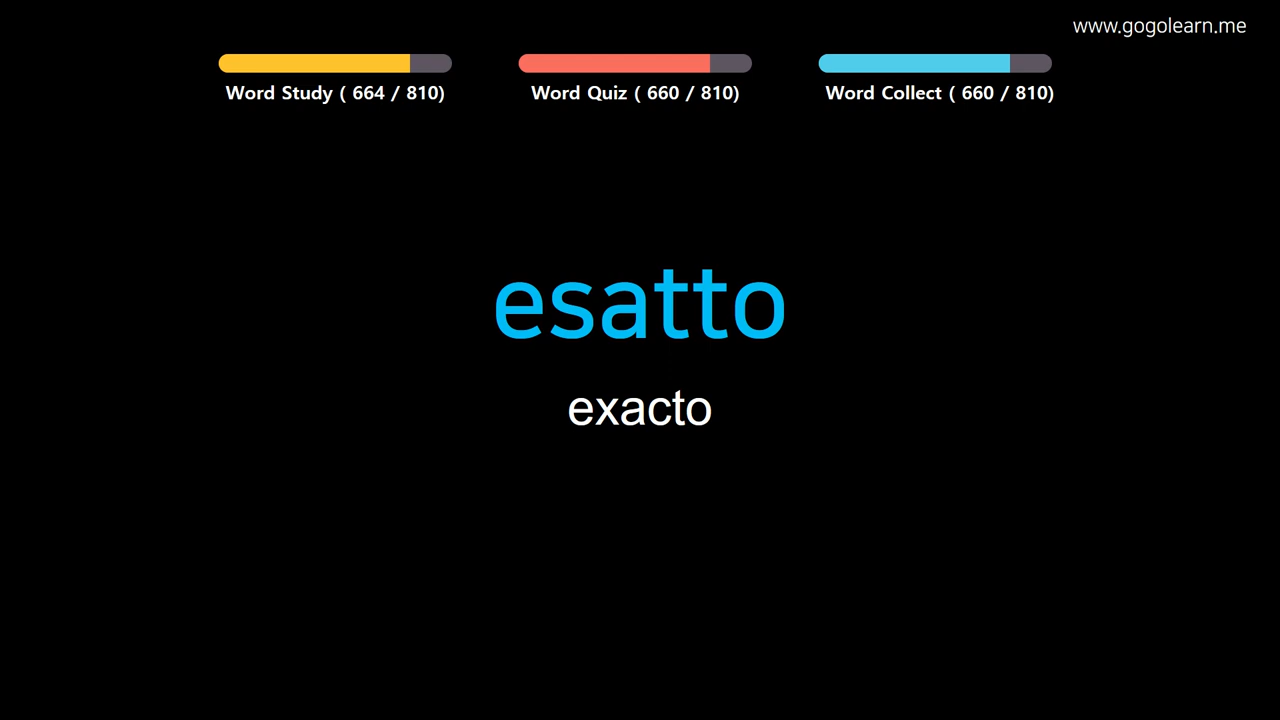 www.gogolearn.me
Word Study ( 664 / 810)
Word Quiz ( 660 / 810)
Word Collect ( 660 / 810)
esatto
exacto